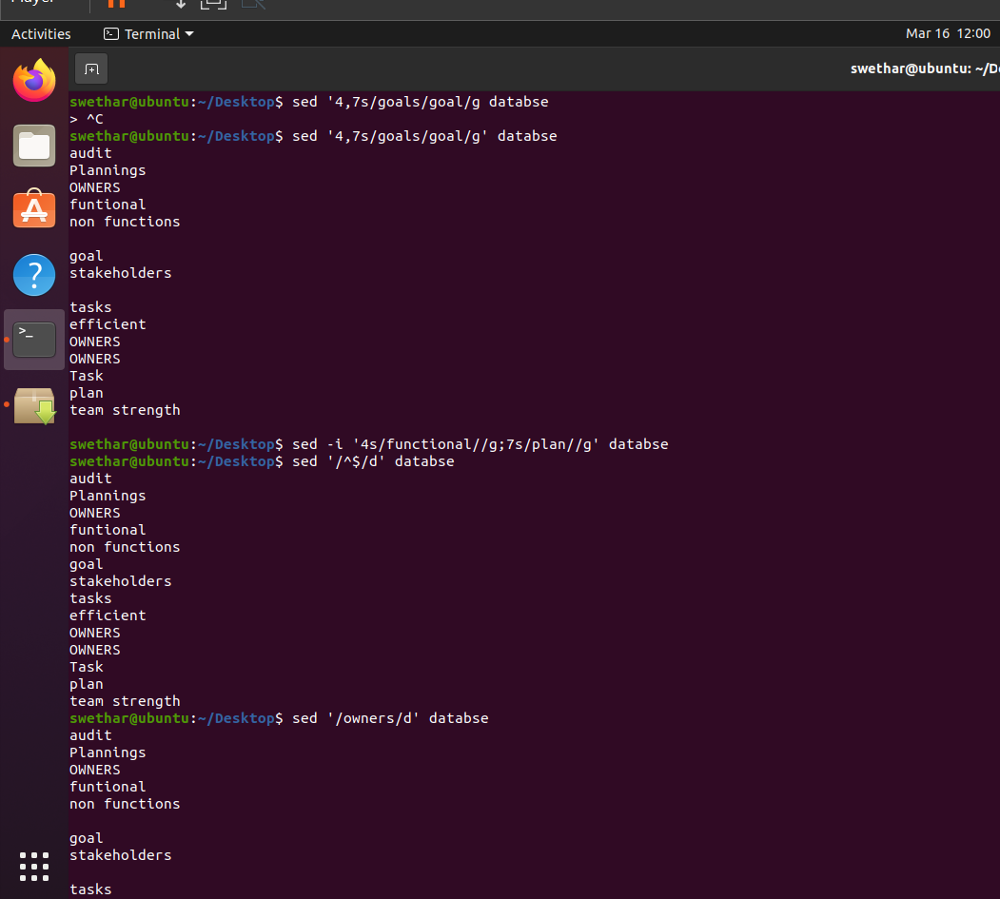 Player
Activities Terminal Mar 16 12:00
swethar@ubuntu: ~/De
swethar@ubuntu:~/Desktop$ sed '4,7s/goals/goal/g databse
> ^C
swethar@ubuntu:~/Desktop$ sed '4,7s/goals/goal/g' databse
audit
Plannings
OWNERS
funtional
non functions
goal
stakeholders
tasks
efficient
OWNERS
OWNERS
Task
plan
team strength
swethar@ubuntu:~/Desktop$ sed -i '4s/functional//g;7s/plan//g' databse
swethar@ubuntu:~/Desktop$ sed '/^$/d' databse
audit
Plannings
OWNERS
funtional
non functions
goal
stakeholders
tasks
efficient
OWNERS
OWNERS
Task
plan
team strength
swethar@ubuntu:~/Desktop$ sed '/owners/d' databse
audit
Plannings
OWNERS
funtional
non functions
goal
stakeholders
tasks